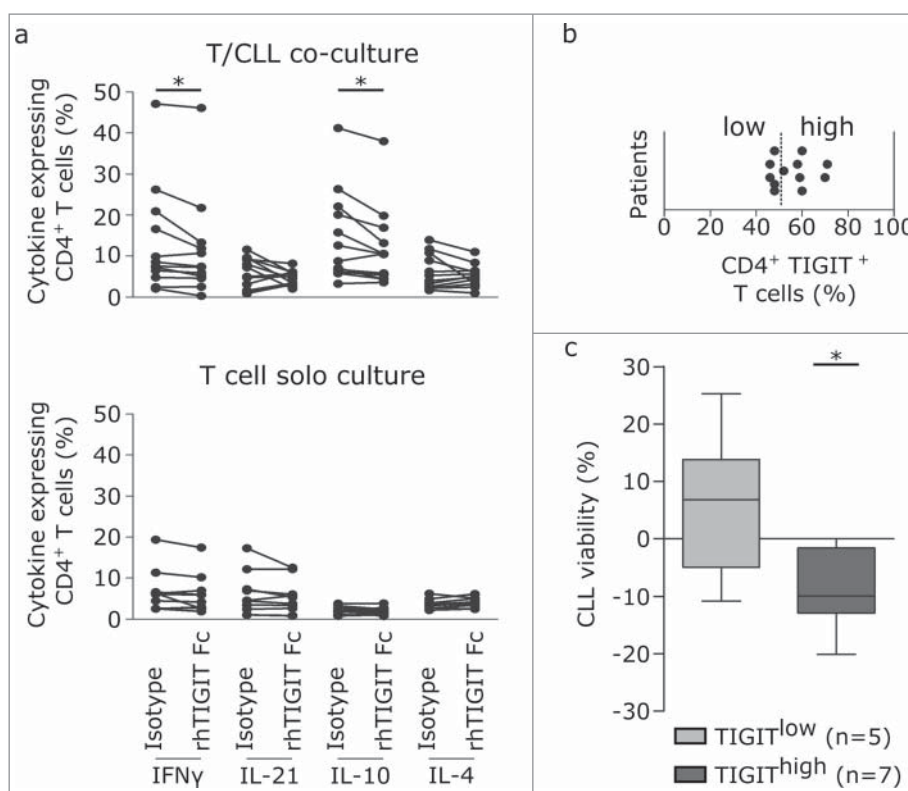 a
T/CLL co-culture
Cytokine expressing
CD4⁺ T cells (%)
50
40
30
20
10
0
*
*
T cell solo culture
Cytokine expressing
CD4⁺ T cells (%)
50
40
30
20
10
0
Isotype
rhTIGIT Fc
Isotype
rhTIGIT Fc
Isotype
rhTIGIT Fc
Isotype
rhTIGIT Fc
IFNγ
IL-21
IL-10
IL-4
b
low
high
Patients
0
20
40
60
80
100
CD4⁺ TIGIT ⁺
T cells (%)
c
CLL viability (%)
30
20
10
0
-10
-20
-30
*
TIGITlow (n=5)
TIGIThigh (n=7)